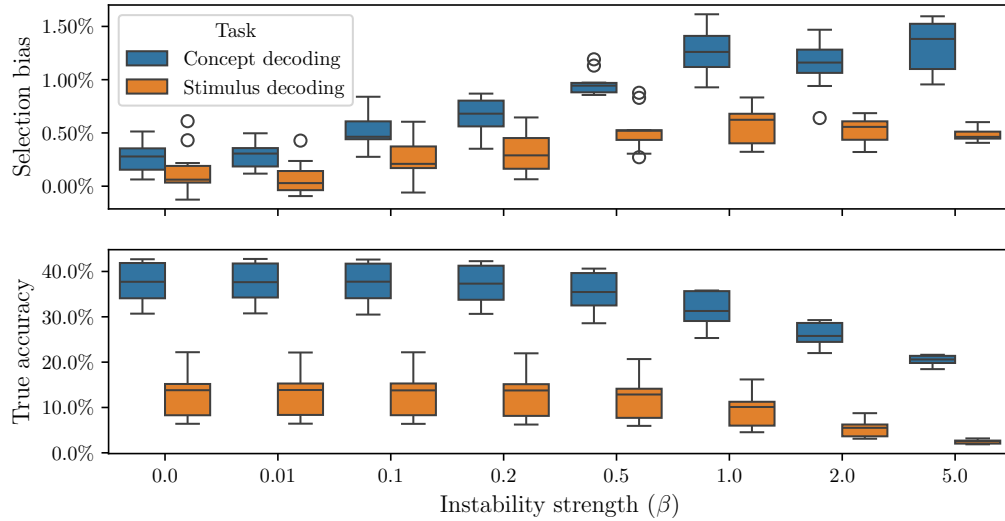 Selection bias
1.50%
1.00%
0.50%
0.00%
Task
Concept decoding
Stimulus decoding
True accuracy
40.0%
30.0%
20.0%
10.0%
0.0%
0.0 0.01 0.1 0.2 0.5 1.0 2.0 5.0
Instability strength (β)